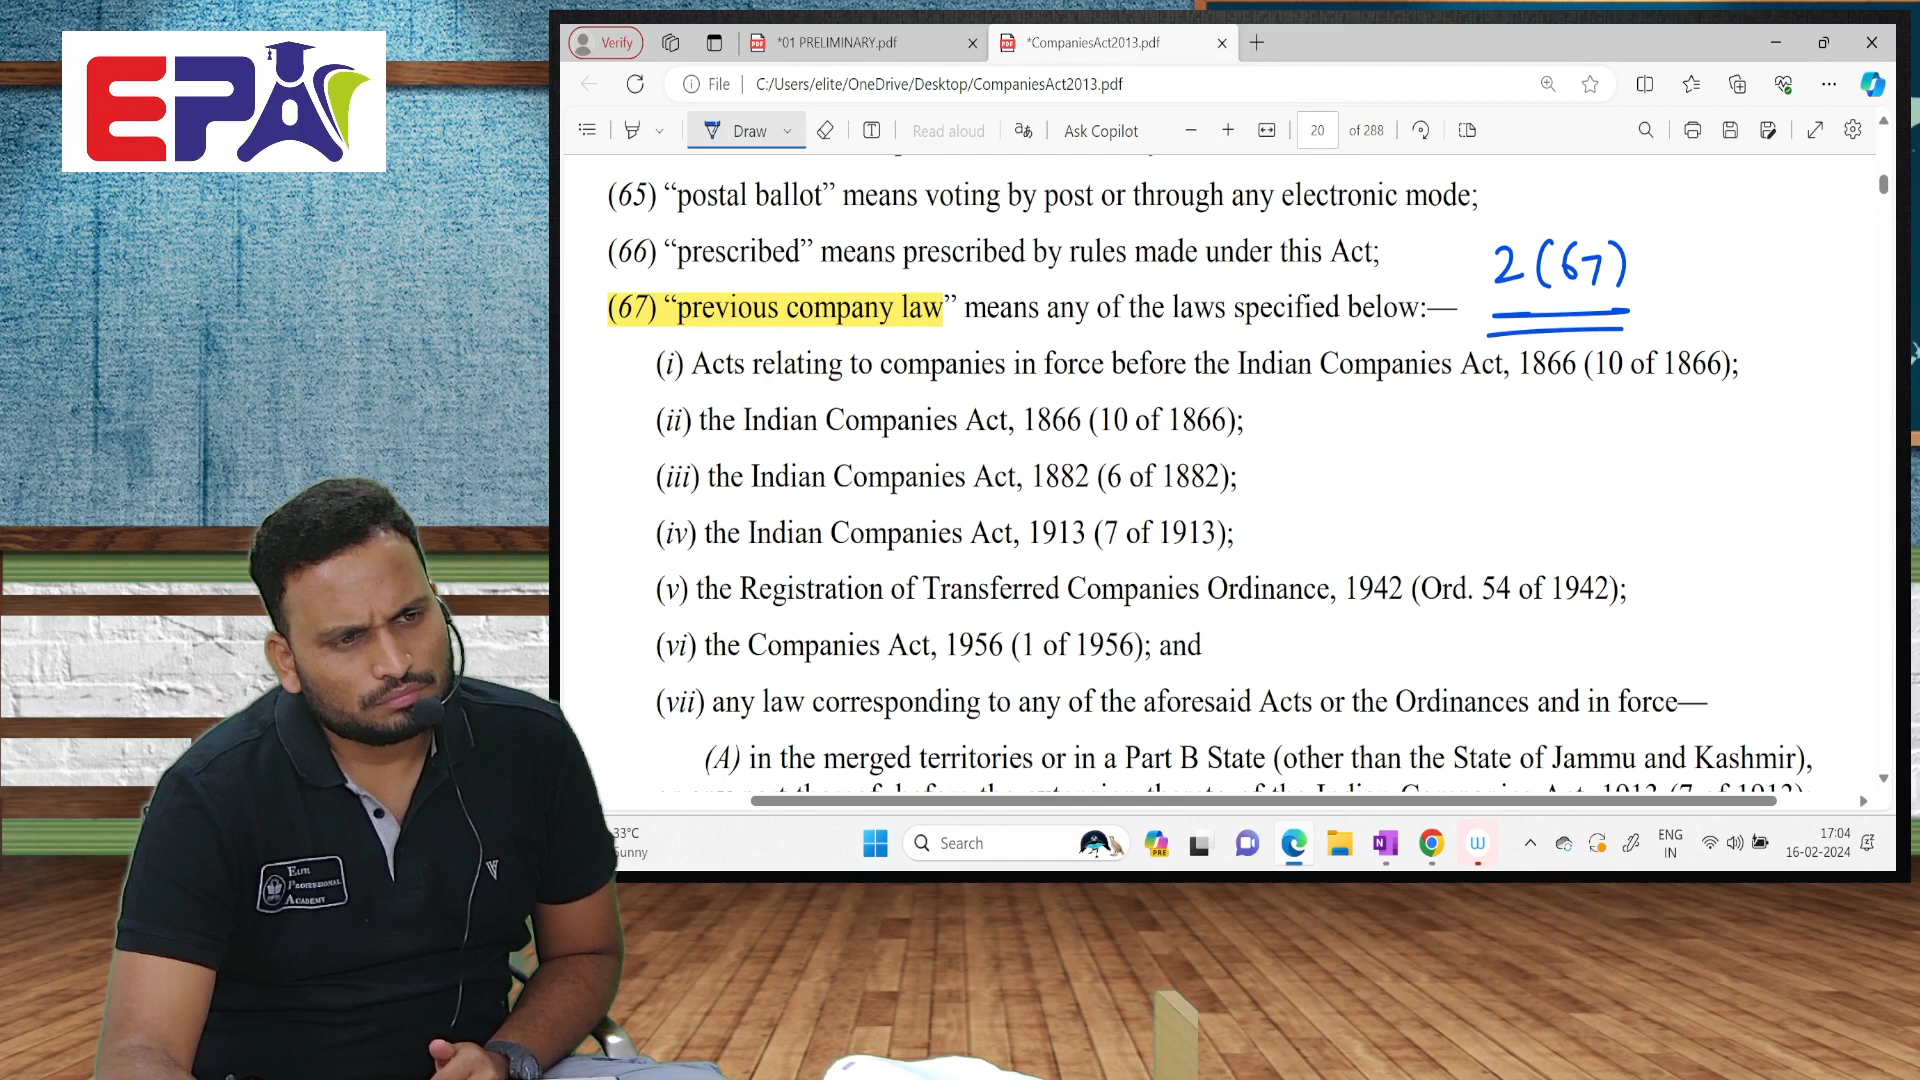 EPA
Verify
*01 PRELIMINARY.pdf
*CompaniesAct2013.pdf
File
C:/Users/elite/OneDrive/Desktop/CompaniesAct2013.pdf
Draw
Read aloud
Ask Copilot
20
of 288
(65) “postal ballot” means voting by post or through any electronic mode;
(66) “prescribed” means prescribed by rules made under this Act;
2 (67)
(67) “previous company law” means any of the laws specified below:—
(i) Acts relating to companies in force before the Indian Companies Act, 1866 (10 of 1866);
(ii) the Indian Companies Act, 1866 (10 of 1866);
(iii) the Indian Companies Act, 1882 (6 of 1882);
(iv) the Indian Companies Act, 1913 (7 of 1913);
(v) the Registration of Transferred Companies Ordinance, 1942 (Ord. 54 of 1942);
(vi) the Companies Act, 1956 (1 of 1956); and
(vii) any law corresponding to any of the aforesaid Acts or the Ordinances and in force—
(A) in the merged territories or in a Part B State (other than the State of Jammu and Kashmir),
33°C
Sunny
Search
PRE
ENG
IN
17:04
16-02-2024
Elite
Professional
Academy